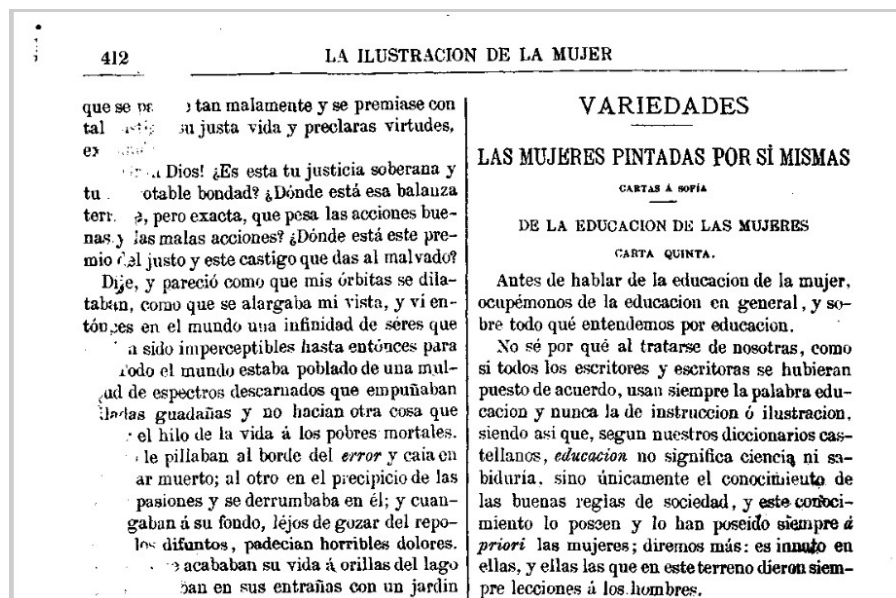 412
LA ILUSTRACION DE LA MUJER
que se tan malamente y se premiase con
tal su justa vida y preclaras virtudes,
Dios! ¿Es esta tu justicia soberana y
tu otable bondad? ¿Dónde está esa balanza
terr , pero exacta, que pesa las acciones bue-
nas y las malas acciones? ¿Dónde está este pre-
mio del justo y este castigo que das al malvado?
Dije, y pareció como que mis órbitas se dila-
taban, como que se alargaba mi vista, y ví en-
tónces en el mundo una infinidad de séres que
sido imperceptibles hasta entónces para
odo el mundo estaba poblado de una mul-
ud de espectros descarnados que empuñaban
guadañas y no hacian otra cosa que
el hilo de la vida á los pobres mortales.
le pillaban al borde del error y caia en
ar muerto; al otro en el precipicio de las
pasiones y se derrumbaba en él; y cuan-
gaban á su fondo, léjos de gozar del repo-
los difuntos, padecian horribles dolores.
acababan su vida á orillas del lago
ban en sus entrañas con un jardin
VARIEDADES
LAS MUJERES PINTADAS POR SÍ MISMAS
CARTAS Á SOFÍA
DE LA EDUCACION DE LAS MUJERES
CARTA QUINTA.
Antes de hablar de la educacion de la mujer,
ocupémonos de la educacion en general, y so-
bre todo qué entendemos por educacion.
No sé por qué al tratarse de nosotras, como
si todos los escritores y escritoras se hubieran
puesto de acuerdo, usan siempre la palabra edu-
cacion y nunca la de instruccion ó ilustracion,
siendo asi que, segun nuestros diccionarios cas-
tellanos, educacion no significa ciencia ni sa-
biduría, sino únicamente el conocimiento de
las buenas reglas de sociedad, y este conoci-
miento lo poseen y lo han poseido siempre á
priori las mujeres; diremos más: es innato en
ellas, y ellas las que en este terreno dieron siem-
pre lecciones á los hombres.